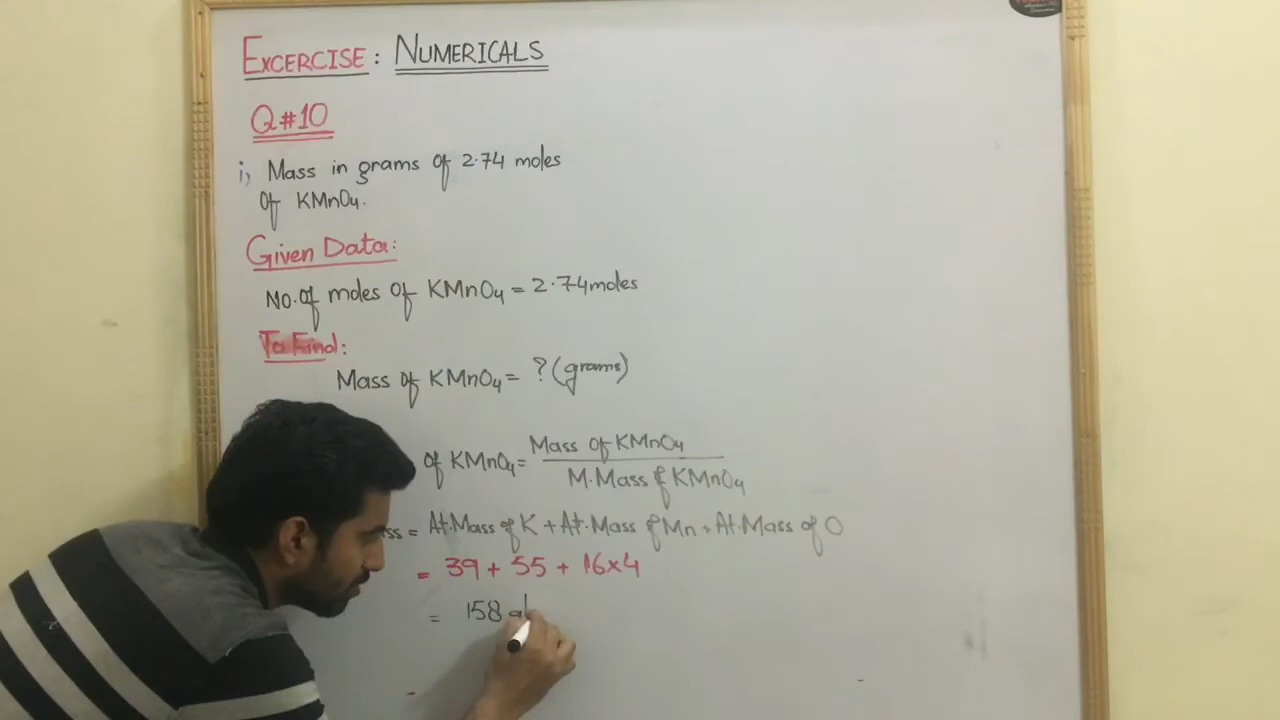 EXCERCISE: NUMERICALS
Q#10
i, Mass in grams of 2.74 moles
of KMnO4.
Given Data:
No. of moles of KMnO4 = 2.74moles
To Find:
Mass of KMnO4 = ? (grams)
of KMnO4 = Mass of KMnO4
M.Mass of KMnO4
ss = At.Mass of K + At.Mass of Mn + At.Mass of O
= 39 + 55 + 16x4
= 158